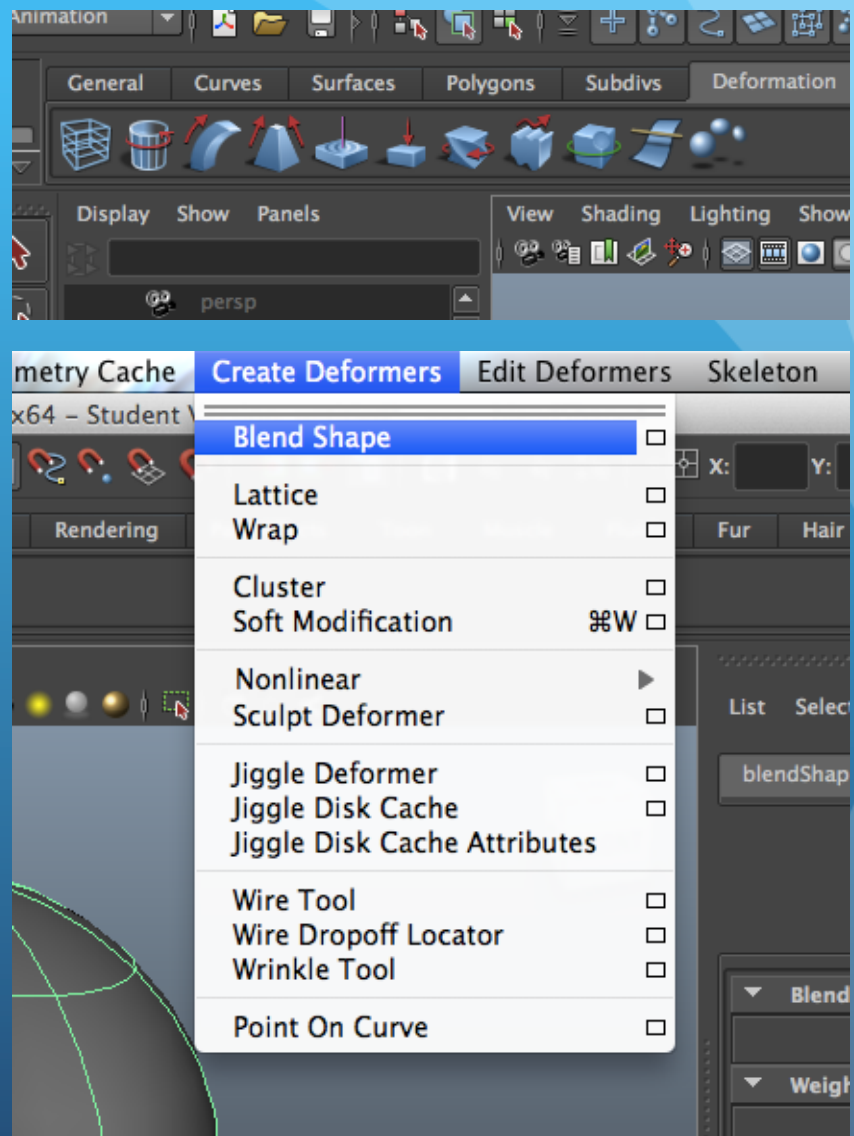 Animation
General Curves Surfaces Polygons Subdivs Deformation
Display Show Panels View Shading Lighting Show
persp
metry Cache Create Deformers Edit Deformers Skeleton
x64 – Student V
Blend Shape
X: Y:
Lattice
Rendering Wrap Fur Hair
Cluster
Soft Modification ⌘W
Nonlinear
List Selec
Sculpt Deformer
Jiggle Deformer
blendShap
Jiggle Disk Cache
Jiggle Disk Cache Attributes
Wire Tool
Wire Dropoff Locator
Wrinkle Tool
Blend
Point On Curve
Weigh